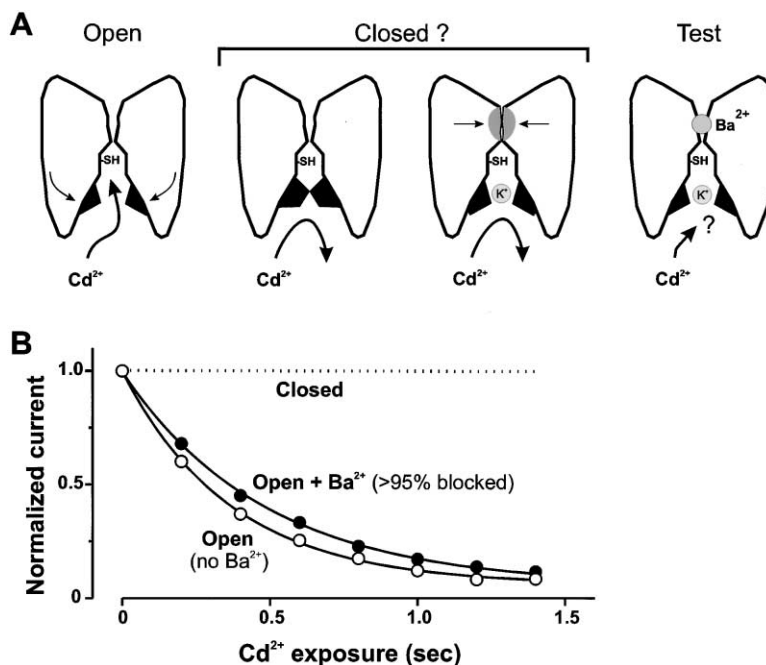 A
Open
Closed ?
Test
-SH
-SH
-SH
-SH
Ba²⁺
K⁺
K⁺
?
Cd²⁺
Cd²⁺
Cd²⁺
Cd²⁺
B
Normalized current
1.0
0.5
0
Closed
Open + Ba²⁺ (>95% blocked)
Open
(no Ba²⁺)
0
0.5
1.0
1.5
Cd²⁺ exposure (sec)